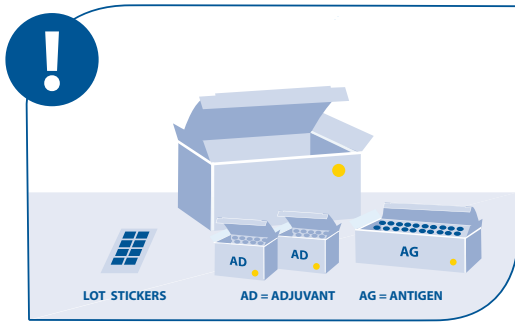 !
AD
AD
AG
LOT STICKERS
AD = ADJUVANT
AG = ANTIGEN